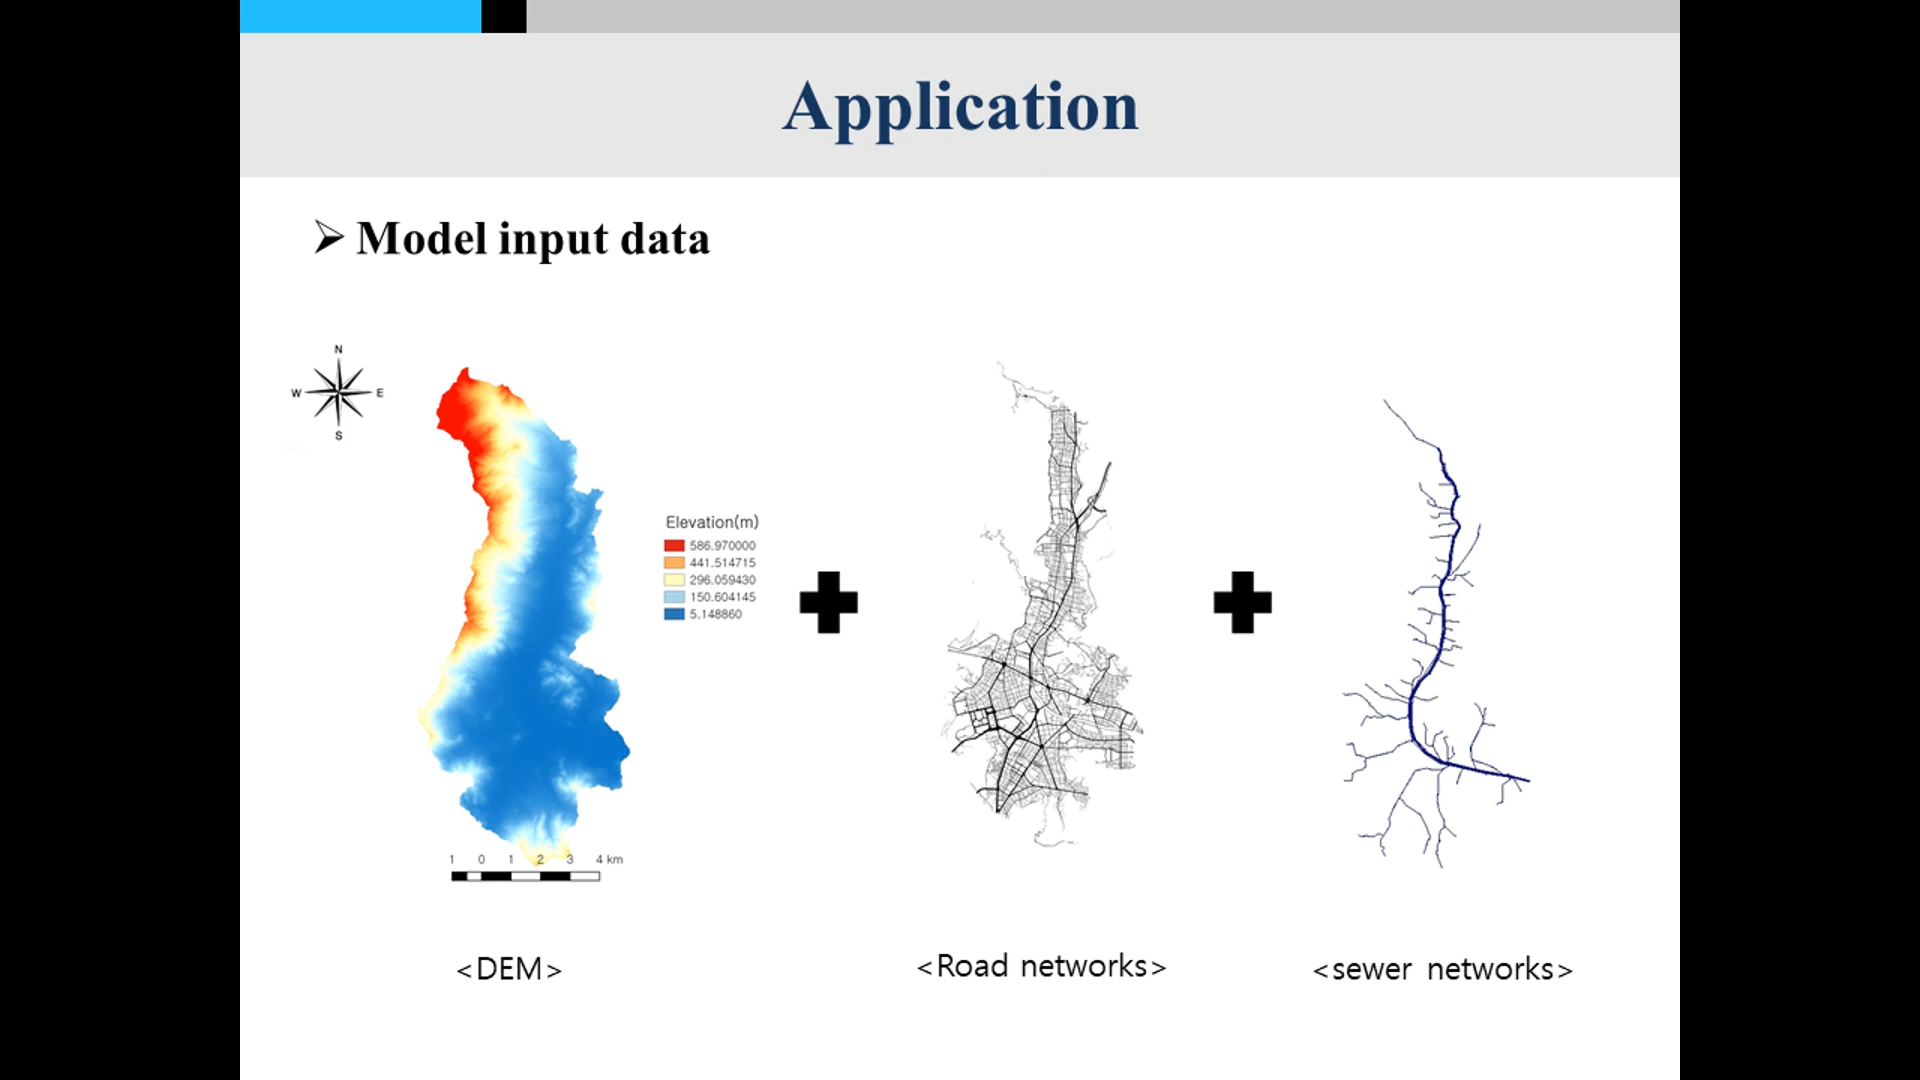 Application
➢ Model input data
N
W E
S
Elevation(m)
586.970000
441.514715
296.059430
150.604145
5.148860
1 0 1 2 3 4 km
<DEM>
<Road networks>
<sewer networks>